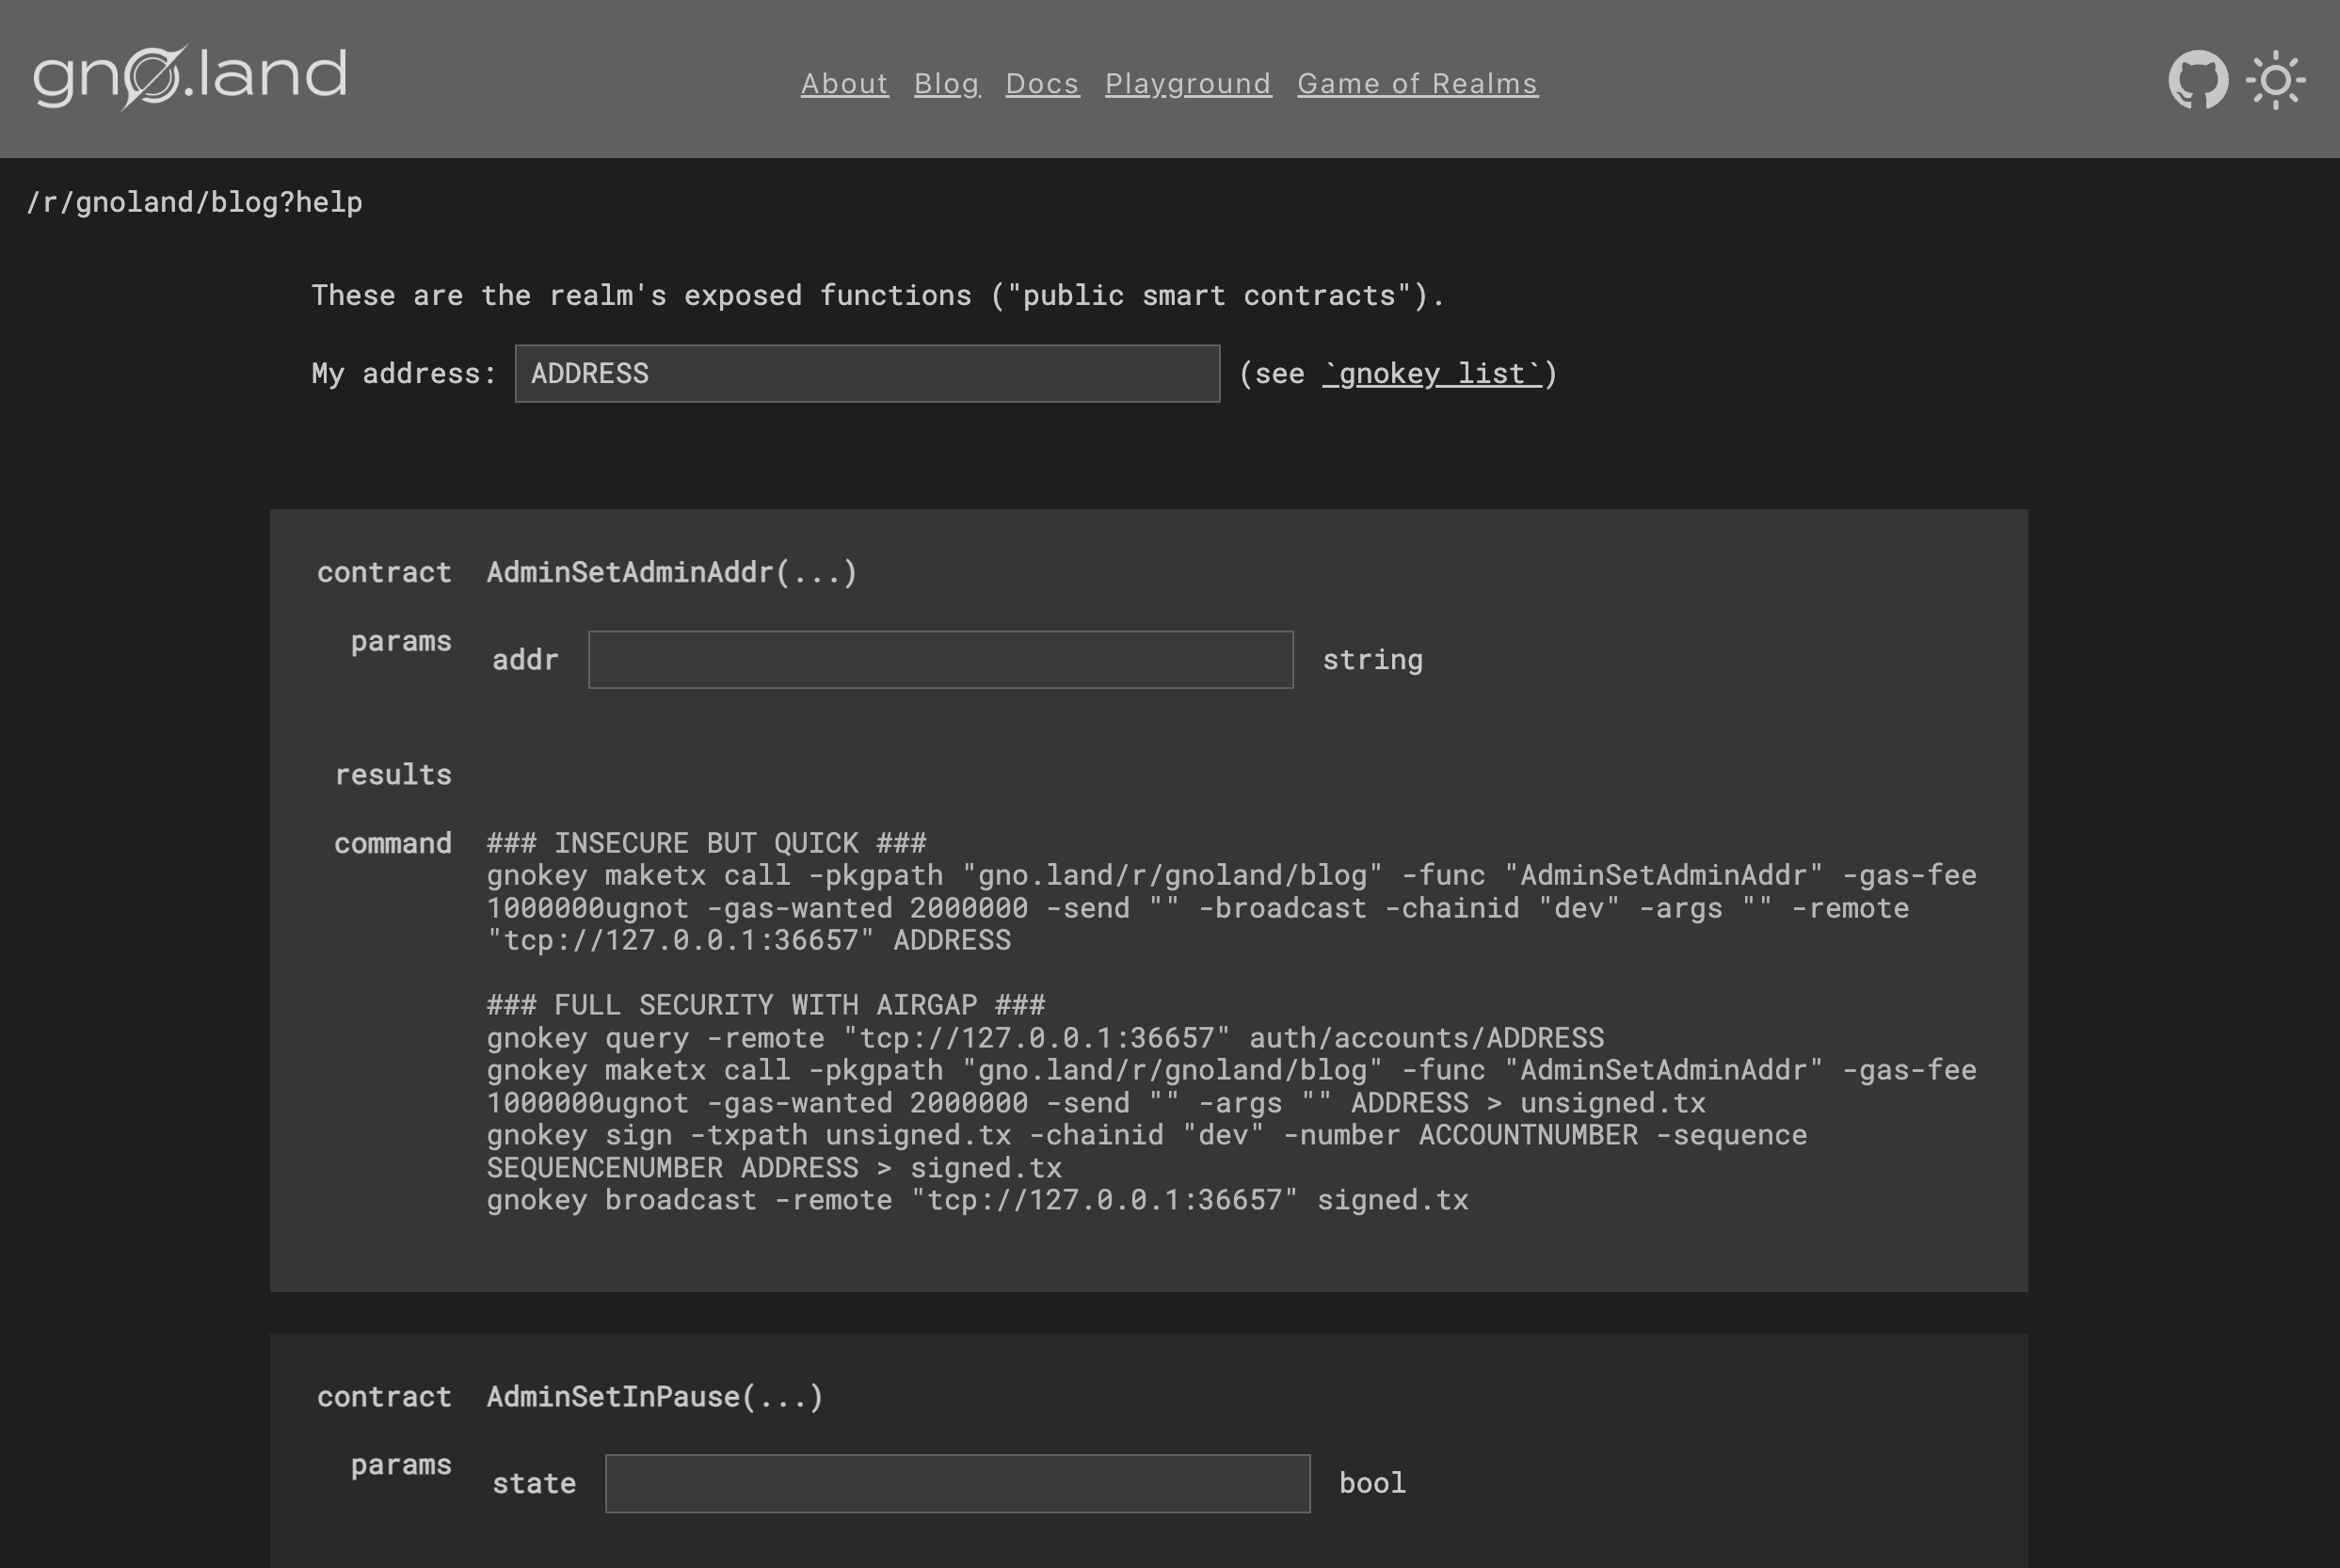 gno.land
About Blog Docs Playground Game of Realms
/r/gnoland/blog?help
These are the realm's exposed functions ("public smart contracts").
My address: ADDRESS (see `gnokey list`)
contract AdminSetAdminAddr(...)
params addr string
results
command ### INSECURE BUT QUICK ###
gnokey maketx call -pkgpath "gno.land/r/gnoland/blog" -func "AdminSetAdminAddr" -gas-fee
1000000ugnot -gas-wanted 2000000 -send "" -broadcast -chainid "dev" -args "" -remote
"tcp://127.0.0.1:36657" ADDRESS
### FULL SECURITY WITH AIRGAP ###
gnokey query -remote "tcp://127.0.0.1:36657" auth/accounts/ADDRESS
gnokey maketx call -pkgpath "gno.land/r/gnoland/blog" -func "AdminSetAdminAddr" -gas-fee
1000000ugnot -gas-wanted 2000000 -send "" -args "" ADDRESS > unsigned.tx
gnokey sign -txpath unsigned.tx -chainid "dev" -number ACCOUNTNUMBER -sequence
SEQUENCENUMBER ADDRESS > signed.tx
gnokey broadcast -remote "tcp://127.0.0.1:36657" signed.tx
contract AdminSetInPause(...)
params state bool